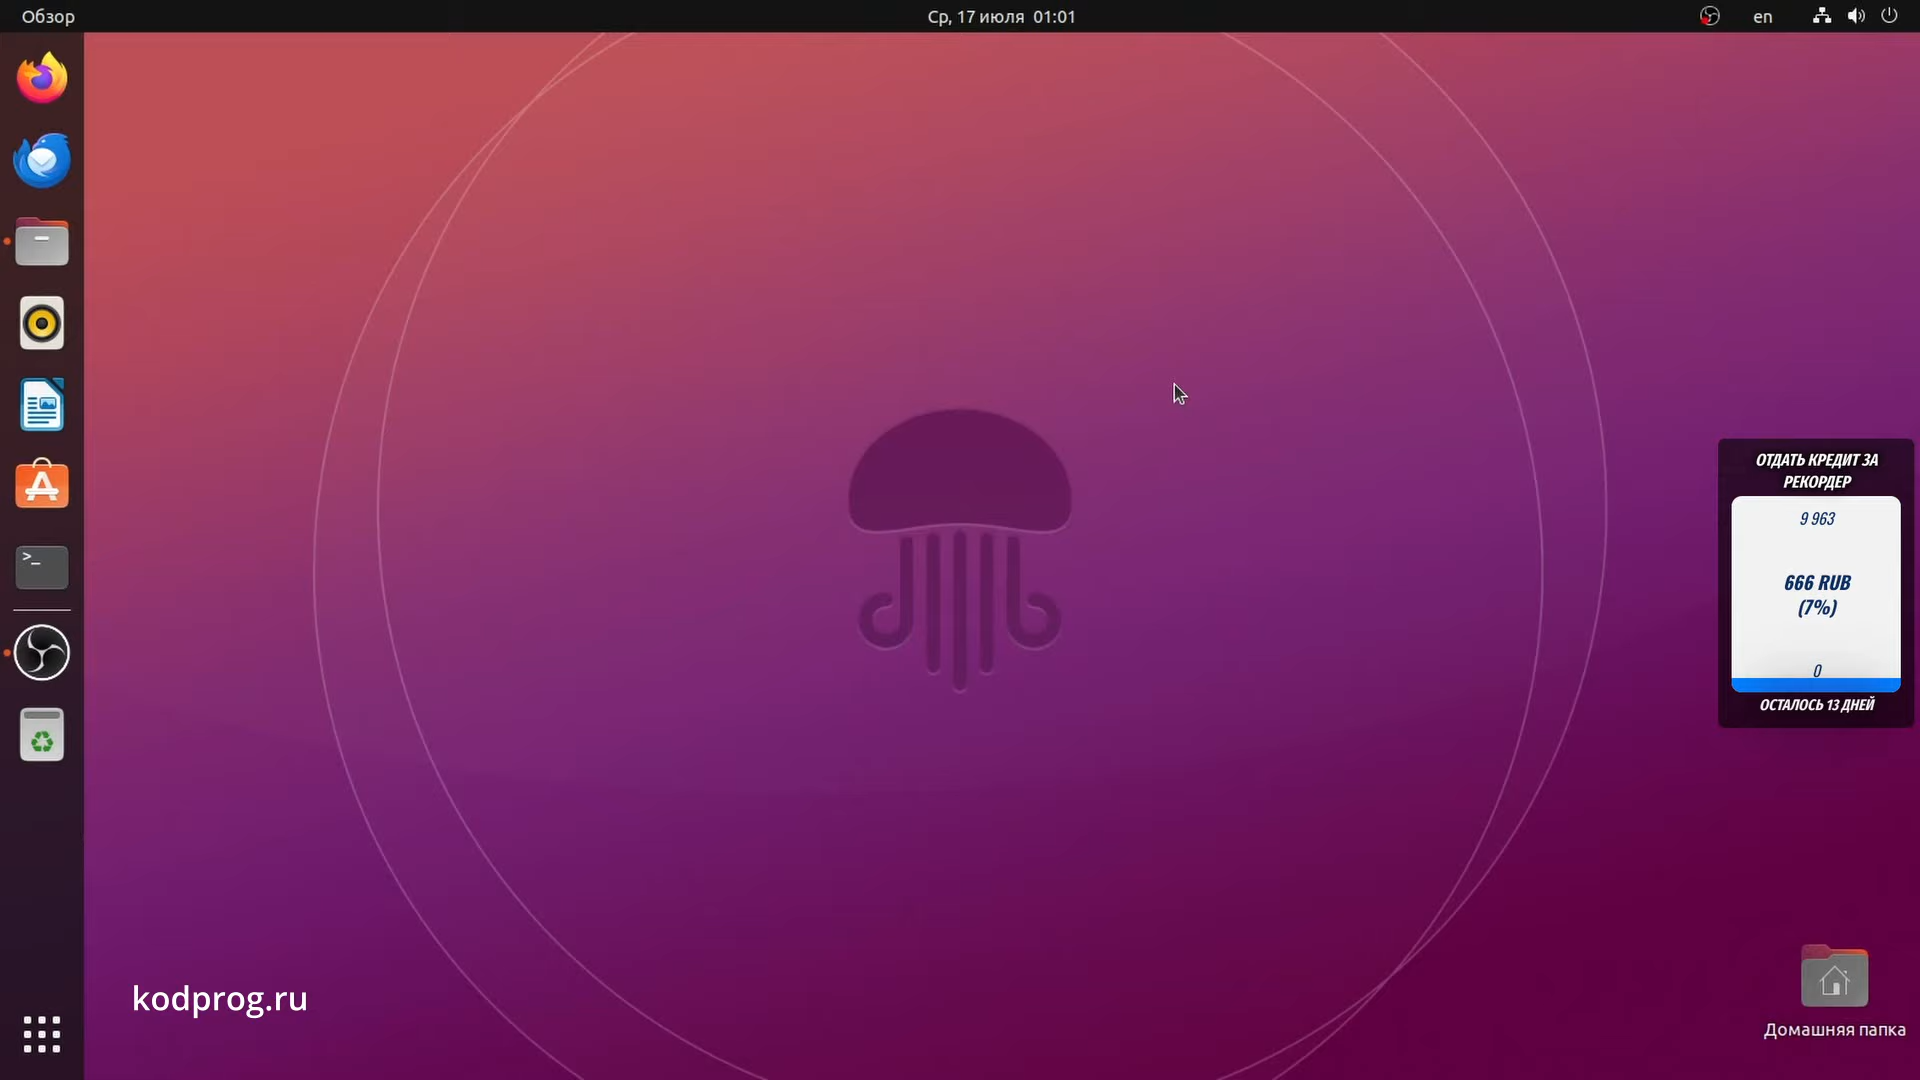 Обзор
Ср, 17 июля 01:01
en
ОТДАТЬ КРЕДИТ ЗА
РЕКОРДЕР
9 963
666 RUB
(7%)
0
ОСТАЛОСЬ 13 ДНЕЙ
kodprog.ru
Домашняя папка